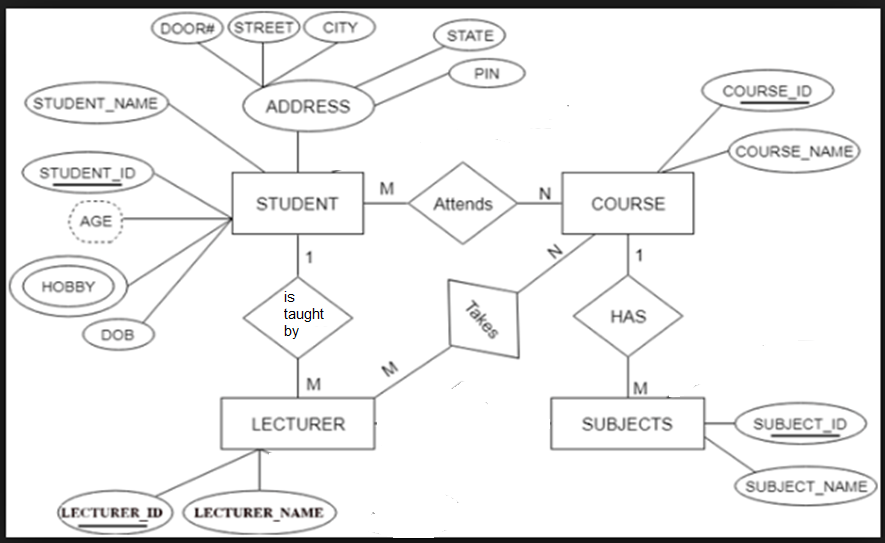 DOOR#
STREET
CITY
STATE
PIN
ADDRESS
STUDENT_NAME
STUDENT_ID
AGE
HOBBY
DOB
STUDENT
M
Attends
N
COURSE
COURSE_ID
COURSE_NAME
1
is
taught
by
M
N
Takes
M
1
HAS
M
LECTURER
SUBJECTS
SUBJECT_ID
SUBJECT_NAME
LECTURER_ID
LECTURER_NAME